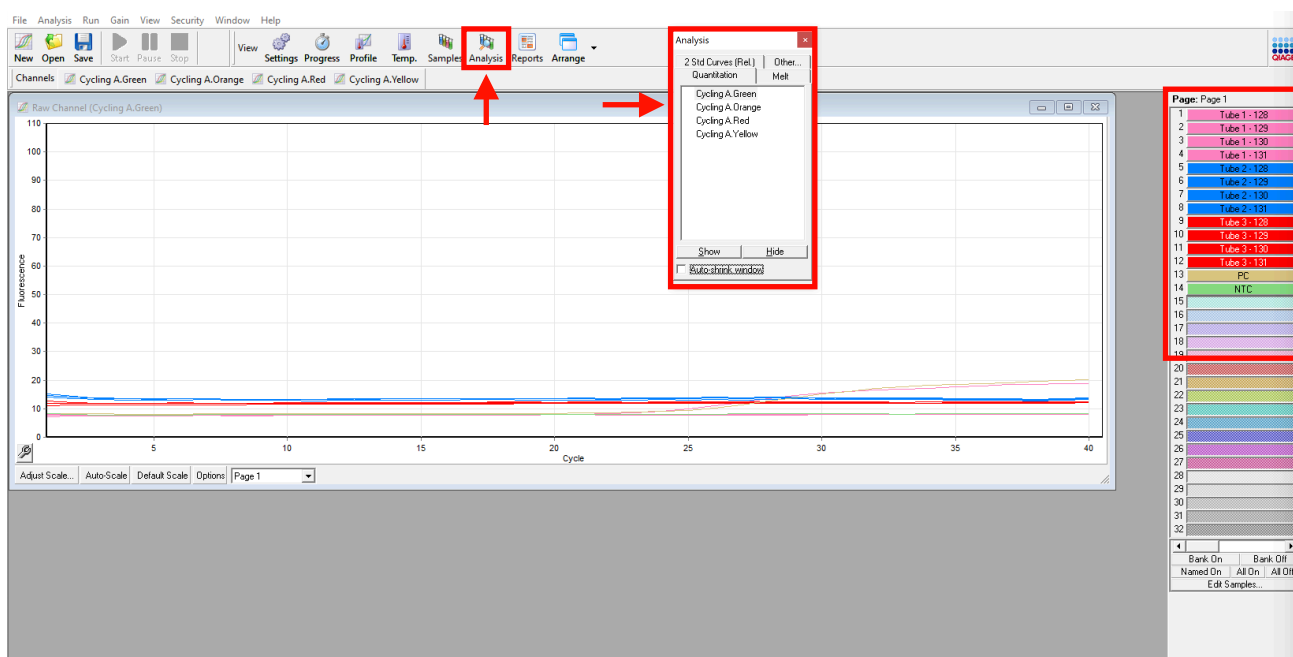 File Analysis Run Gain View Security Window Help
New Open Save Start Pause Stop View Settings Progress Profile Temp. Samples Analysis Reports Arrange
Channels Cycling A.Green Cycling A.Orange Cycling A.Red Cycling A.Yellow
Raw Channel (Cycling A.Green)
110
100
90
80
70
60
50
40
30
20
10
0
Fluorescence
5 10 15 20 25 30 35 40
Cycle
Adjust Scale... Auto-Scale Default Scale Options Page 1
Analysis
2 Std Curves (Rel.) Other...
Quantitation Melt
Cycling A.Green
Cycling A.Orange
Cycling A.Red
Cycling A.Yellow
Show Hide
Auto-shrink window
QIAGE
Page: Page 1
1 Tube 1 - 128
2 Tube 1 - 129
3 Tube 1 - 130
4 Tube 1 - 131
5 Tube 2 - 128
6 Tube 2 - 129
7 Tube 2 - 130
8 Tube 2 - 131
9 Tube 3 - 128
10 Tube 3 - 129
11 Tube 3 - 130
12 Tube 3 - 131
13 PC
14 NTC
15
16
17
18
19
20
21
22
23
24
25
26
27
28
29
30
31
32
Bank On Bank Off
Named On All On All Off
Edit Samples...